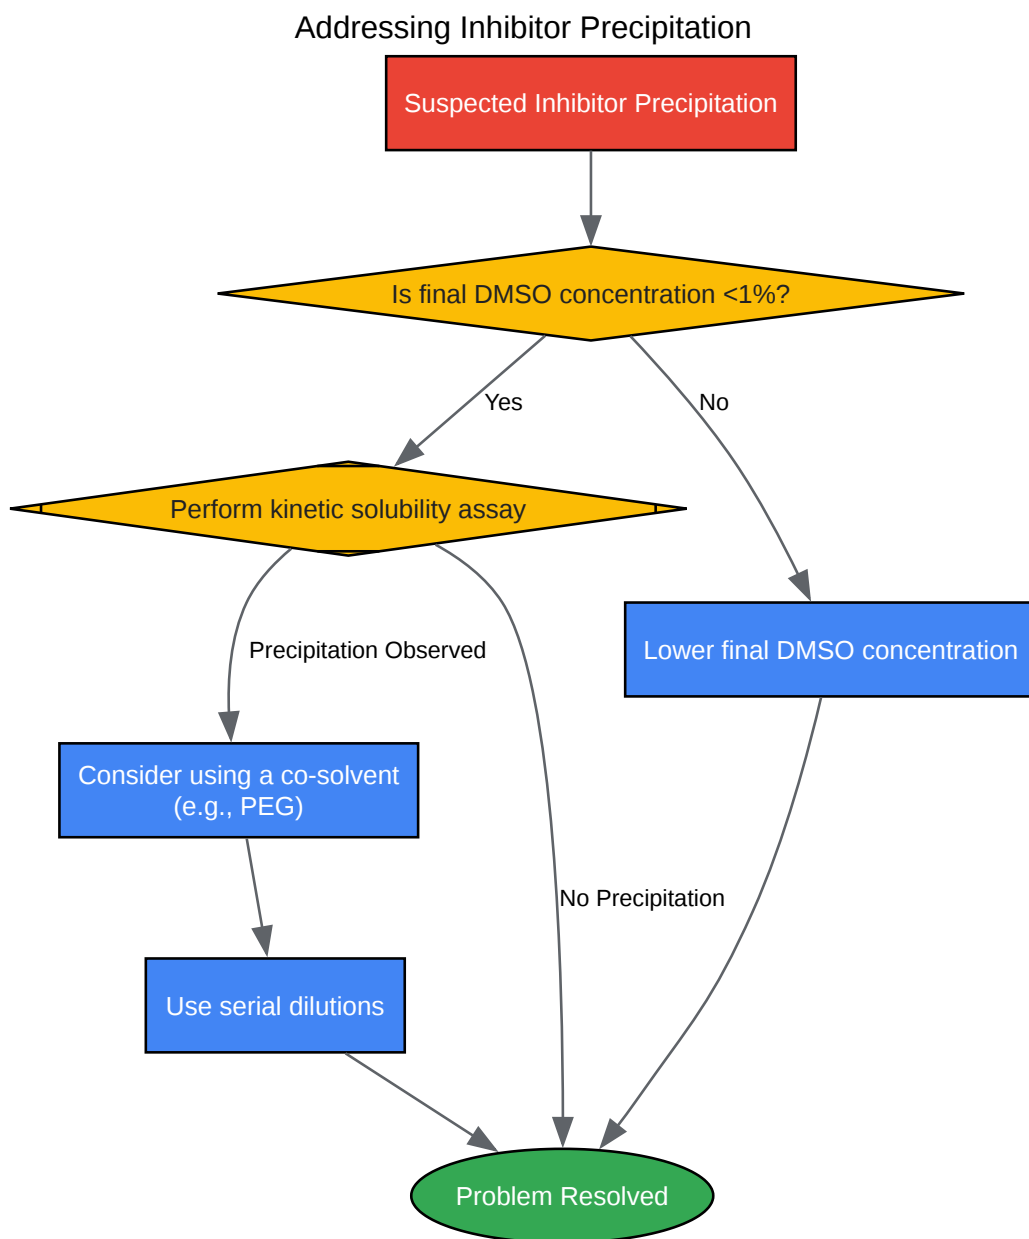 Addressing Inhibitor Precipitation
Suspected Inhibitor Precipitation
Is final DMSO concentration <1%?
Yes
No
Perform kinetic solubility assay
Precipitation Observed
Lower final DMSO concentration
Consider using a co-solvent
(e.g., PEG)
No Precipitation
Use serial dilutions
Problem Resolved